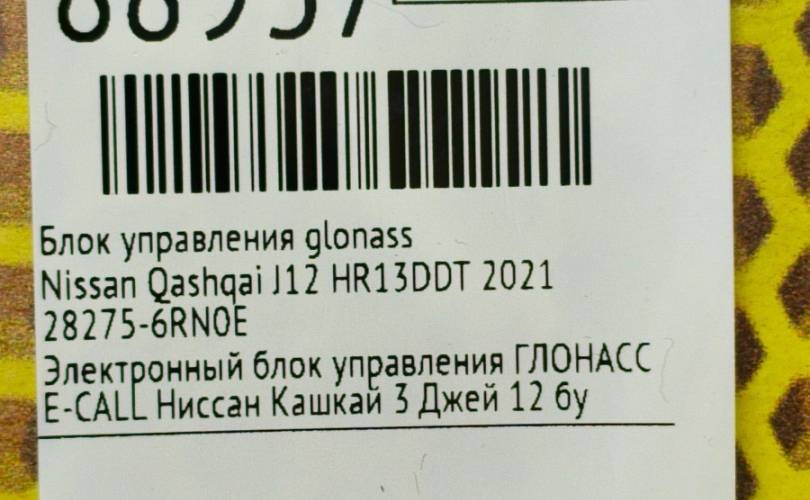 Блок управления glonass
Nissan Qashqai J12 HR13DDT 2021
28275-6RN0E
Электронный блок управления ГЛОНАСС
E-CALL Ниссан Кашкай 3 Джей 12 бу